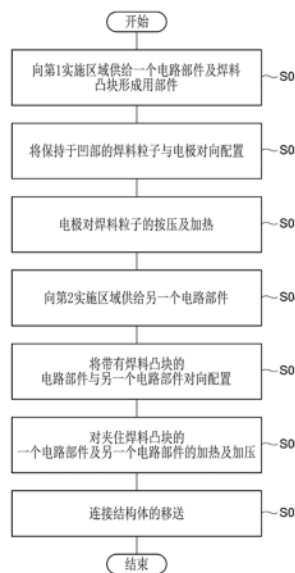 开始
向第1实施区域供给一个电路部件及焊料
凸块形成用部件
S0
将保持于凹部的焊料粒子与电极对向配置
S0
电极对焊料粒子的按压及加热
S0
向第2实施区域供给另一个电路部件
S0
将带有焊料凸块的
电路部件与另一个电路部件对向配置
S0
对夹住焊料凸块的
一个电路部件及另一个电路部件的加热及加压
S0
连接结构体的移送
S0
结束